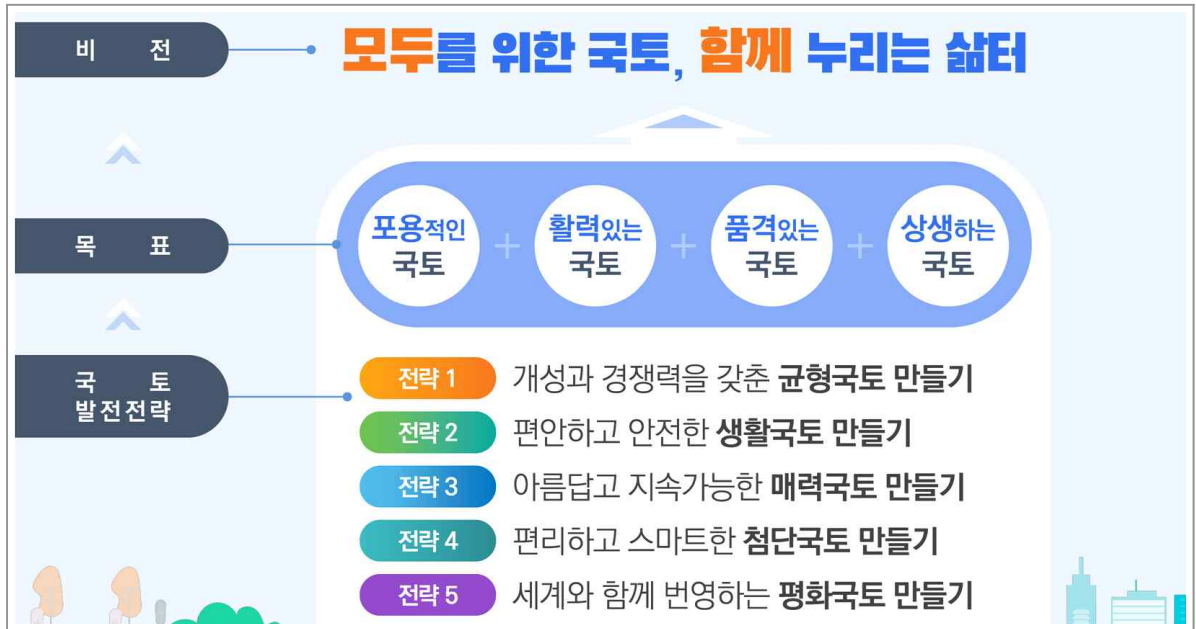 비 전
모두를 위한 국토, 함께 누리는 삶터
목 표
포용적인
국토
+
활력있는
국토
+
품격있는
국토
+
상생하는
국토
국 토
발전전략
전략 1 개성과 경쟁력을 갖춘 균형국토 만들기
전략 2 편안하고 안전한 생활국토 만들기
전략 3 아름답고 지속가능한 매력국토 만들기
전략 4 편리하고 스마트한 첨단국토 만들기
전략 5 세계와 함께 번영하는 평화국토 만들기